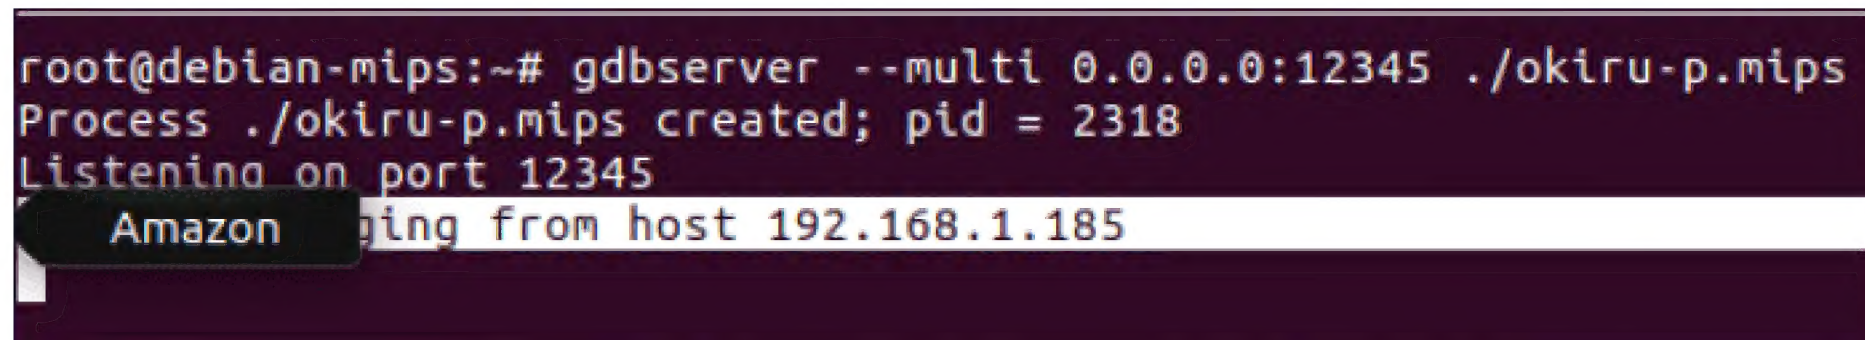 root@debian-mips:~# gdbserver --multi 0.0.0.0:12345 ./okiru-p.mips
Process ./okiru-p.mips created; pid = 2318
Listening on port 12345
Amazon
ging from host 192.168.1.185